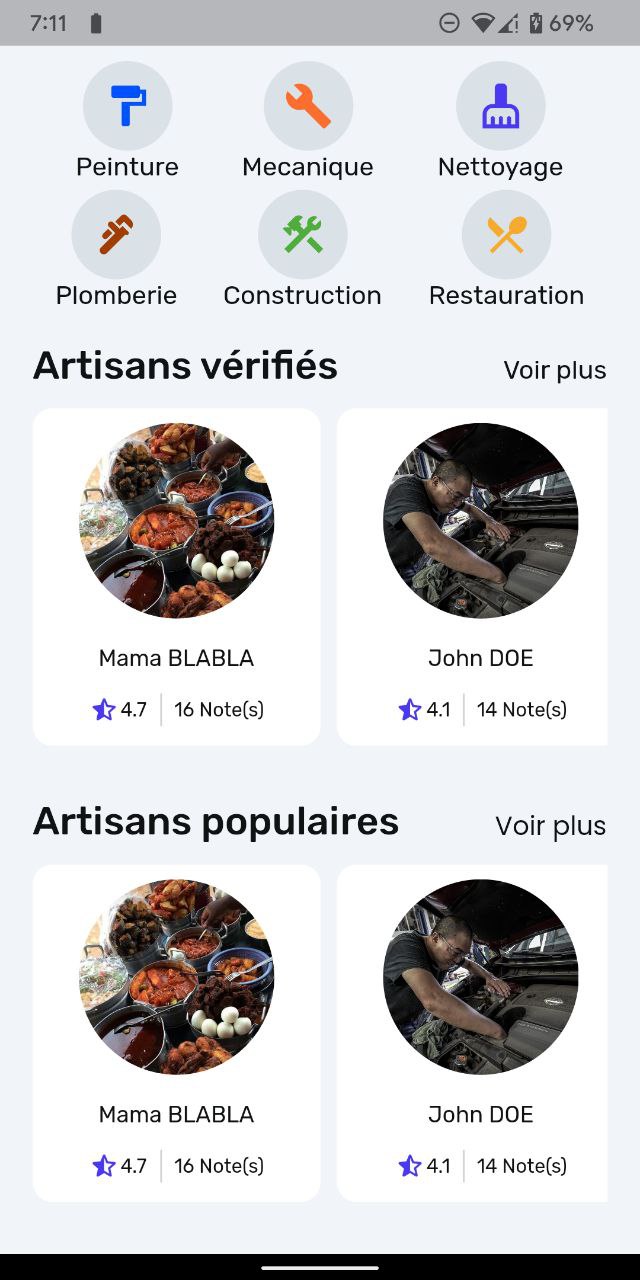 7:11 69%
Peinture Mecanique Nettoyage
Plomberie Construction Restauration
Artisans vérifiés Voir plus
Mama BLABLA John DOE
4.7 16 Note(s) 4.1 14 Note(s)
Artisans populaires Voir plus
Mama BLABLA John DOE
4.7 16 Note(s) 4.1 14 Note(s)